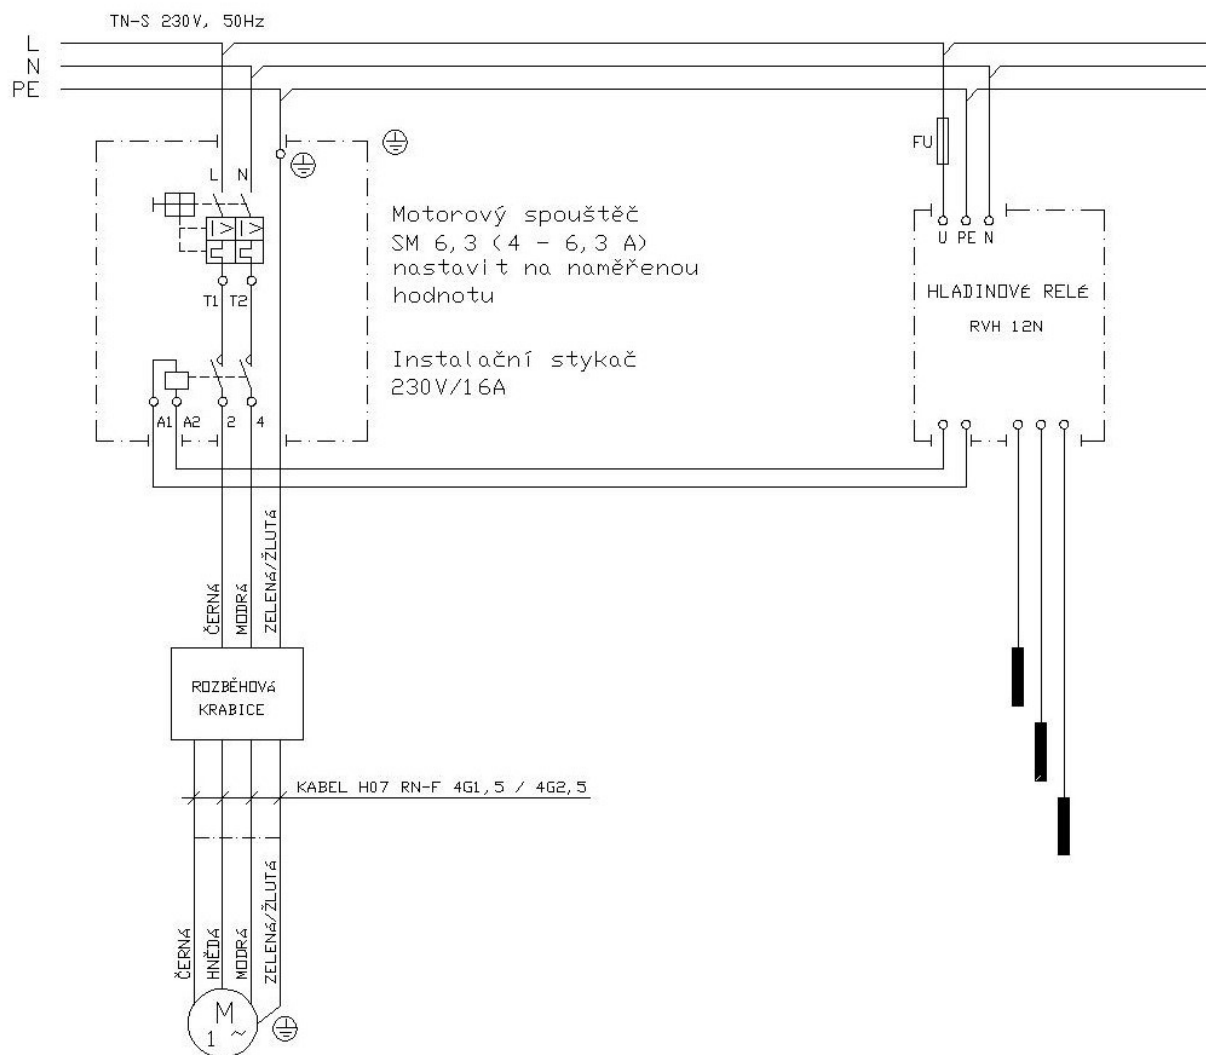 TN-S 230V, 50Hz
L
N
PE
L N
FU
Motorový spouštěč
SM 6,3 (4 - 6,3 A)
nastavit na naměřenou
hodnotu
U PE N
HLADINOVÉ RELÉ
RVH 12N
T1 T2
Instalační stykač
230V/16A
A1 A2 2 4
ČERNÁ
MODRÁ
ZELENÁ/ŽLUTÁ
ROZBĚHOVÁ
KRABICE
KABEL H07 RN-F 4G1,5 / 4G2,5
ČERNÁ
HNĚDÁ
MODRÁ
ZELENÁ/ŽLUTÁ
M
1 ~